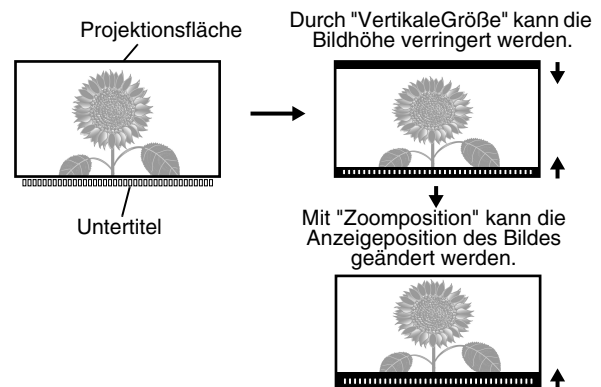 Projektionsfläche
Untertitel
Durch "VertikaleGröße" kann die
Bildhöhe verringert werden.
Mit "Zoomposition" kann die
Anzeigeposition des Bildes
geändert werden.